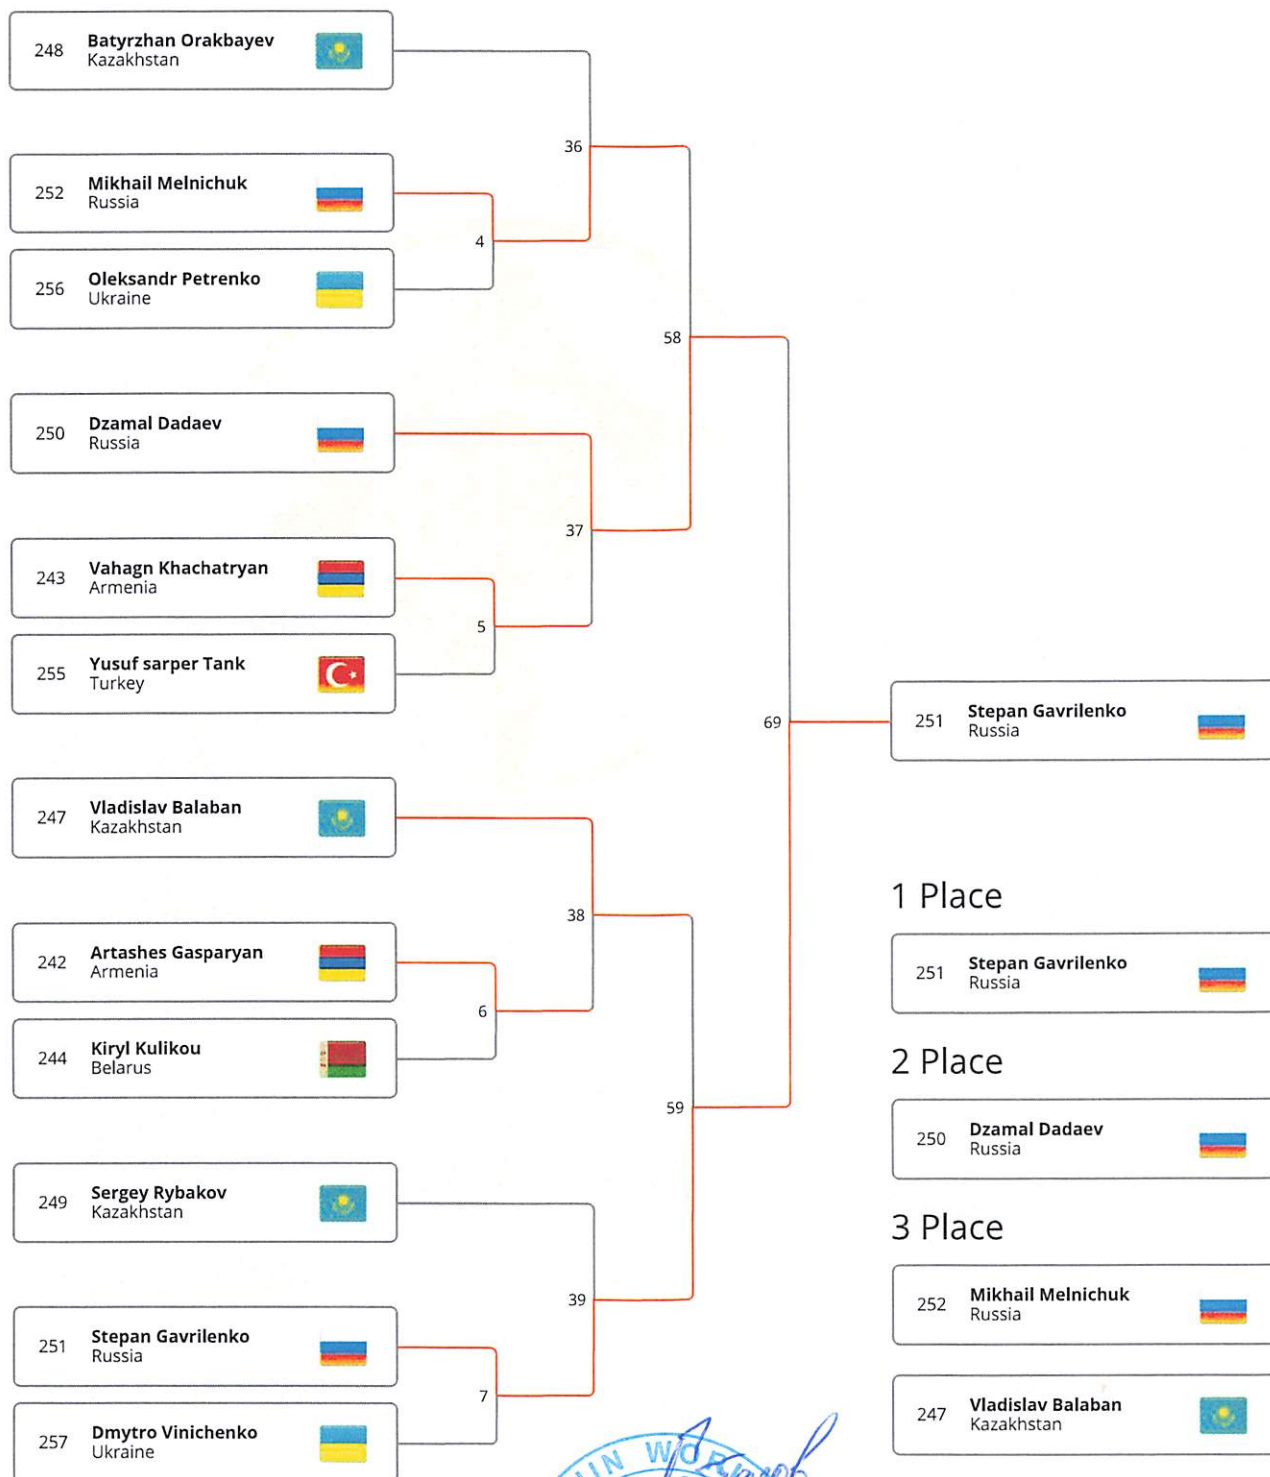 248
Batyrzhan Orakbayev
Kazakhstan
36
252
Mikhail Melnichuk
Russia
4
256
Oleksandr Petrenko
Ukraine
58
250
Dzamal Dadaev
Russia
37
243
Vahagn Khachatryan
Armenia
5
255
Yusuf sarper Tank
Turkey
69
251
Stepan Gavrilenko
Russia
247
Vladislav Balaban
Kazakhstan
38
242
Artashes Gasparyan
Armenia
6
244
Kiryl Kulikou
Belarus
59
249
Sergey Rybakov
Kazakhstan
39
251
Stepan Gavrilenko
Russia
7
257
Dmytro Vinichenko
Ukraine
1 Place
251
Stepan Gavrilenko
Russia
2 Place
250
Dzamal Dadaev
Russia
3 Place
252
Mikhail Melnichuk
Russia
247
Vladislav Balaban
Kazakhstan